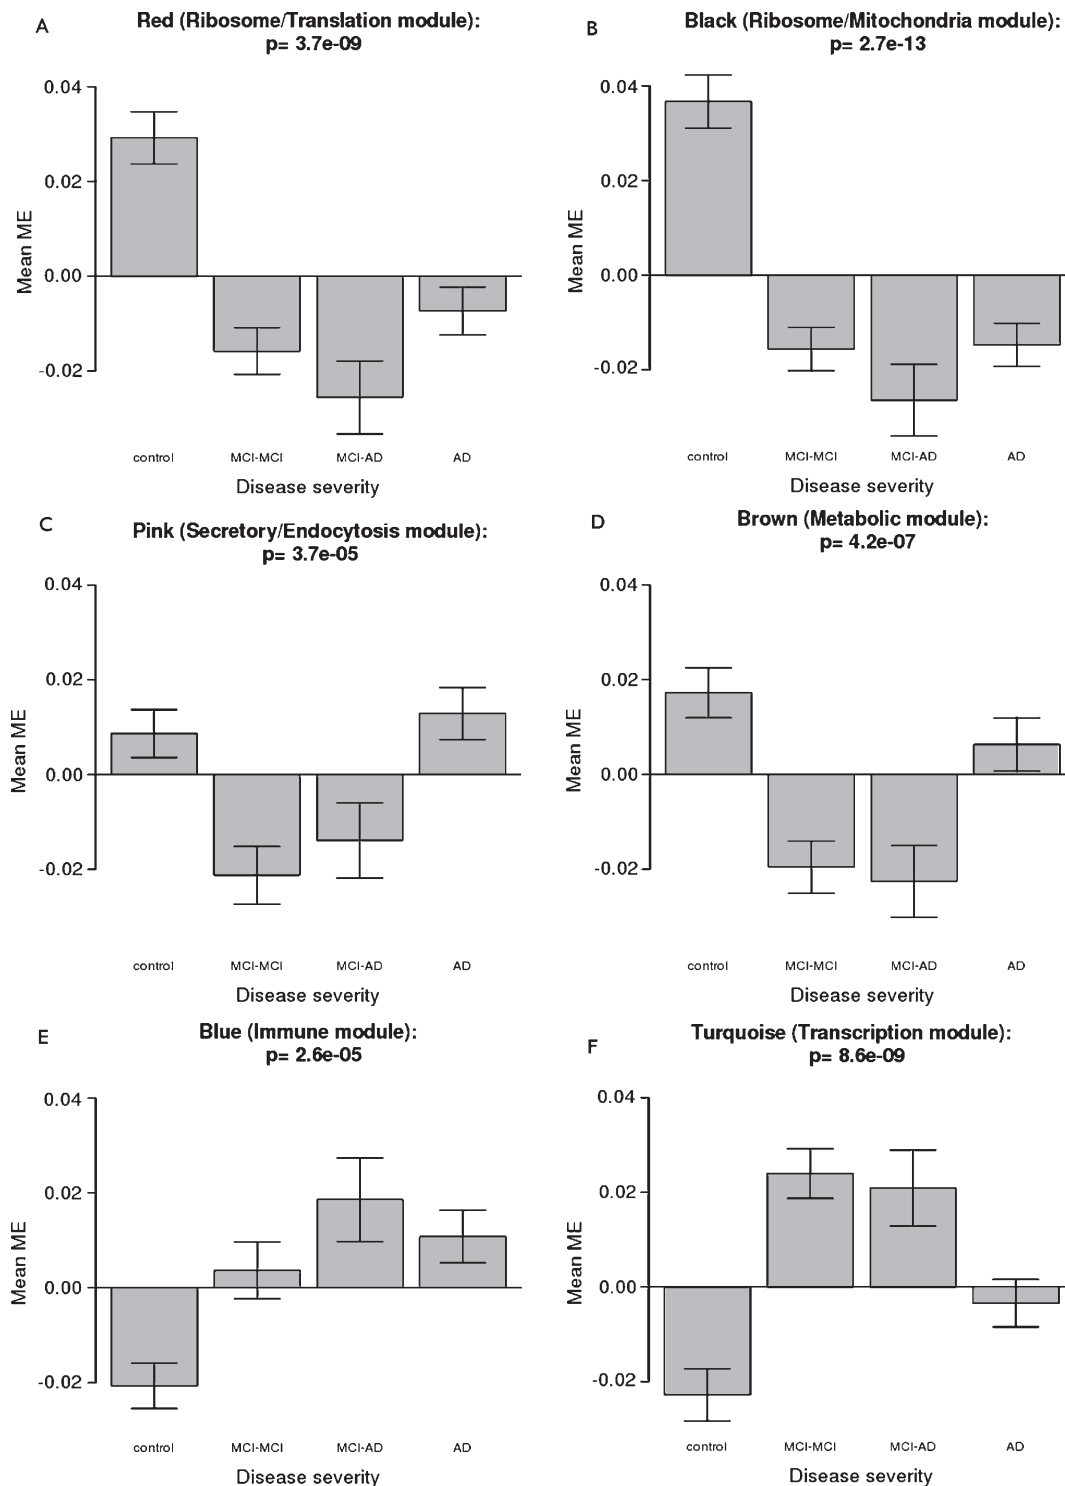 A
Red (Ribosome/Translation module):
p= 3.7e-09
0.04
0.02
0.00
-0.02
Mean ME
control MCI-MCI MCI-AD AD
Disease severity
B
Black (Ribosome/Mitochondria module):
p= 2.7e-13
0.04
0.02
0.00
-0.02
Mean ME
control MCI-MCI MCI-AD AD
Disease severity
C
Pink (Secretory/Endocytosis module):
p= 3.7e-05
0.04
0.02
0.00
-0.02
Mean ME
control MCI-MCI MCI-AD AD
Disease severity
D
Brown (Metabolic module):
p= 4.2e-07
0.04
0.02
0.00
-0.02
Mean ME
control MCI-MCI MCI-AD AD
Disease severity
E
Blue (Immune module):
p= 2.6e-05
0.04
0.02
0.00
-0.02
Mean ME
control MCI-MCI MCI-AD AD
Disease severity
F
Turquoise (Transcription module):
p= 8.6e-09
0.04
0.02
0.00
-0.02
Mean ME
control MCI-MCI MCI-AD AD
Disease severity